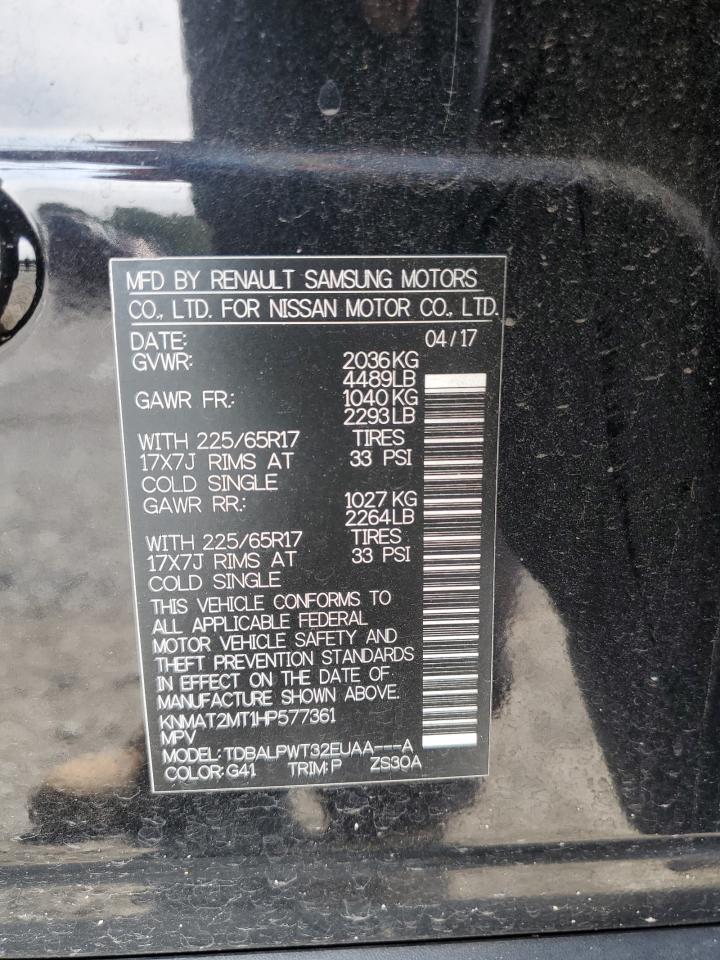 MFD BY RENAULT SAMSUNG MOTORS
CO., LTD. FOR NISSAN MOTOR CO., LTD.
DATE: 04/17
GVWR: 2036KG
4489LB
GAWR FR.: 1040KG
2293LB
WITH 225/65R17 TIRES
17X7J RIMS AT 33 PSI
COLD SINGLE
GAWR RR.: 1027KG
2264LB
WITH 225/65R17 TIRES
17X7J RIMS AT 33 PSI
COLD SINGLE
THIS VEHICLE CONFORMS TO
ALL APPLICABLE FEDERAL
MOTOR VEHICLE SAFETY AND
THEFT PREVENTION STANDARDS
IN EFFECT ON THE DATE OF
MANUFACTURE SHOWN ABOVE.
KNMAT2MT1HP577361
MPV
MODEL: TDBALPWT32EUAA---A
COLOR:G41 TRIM:P ZS30A